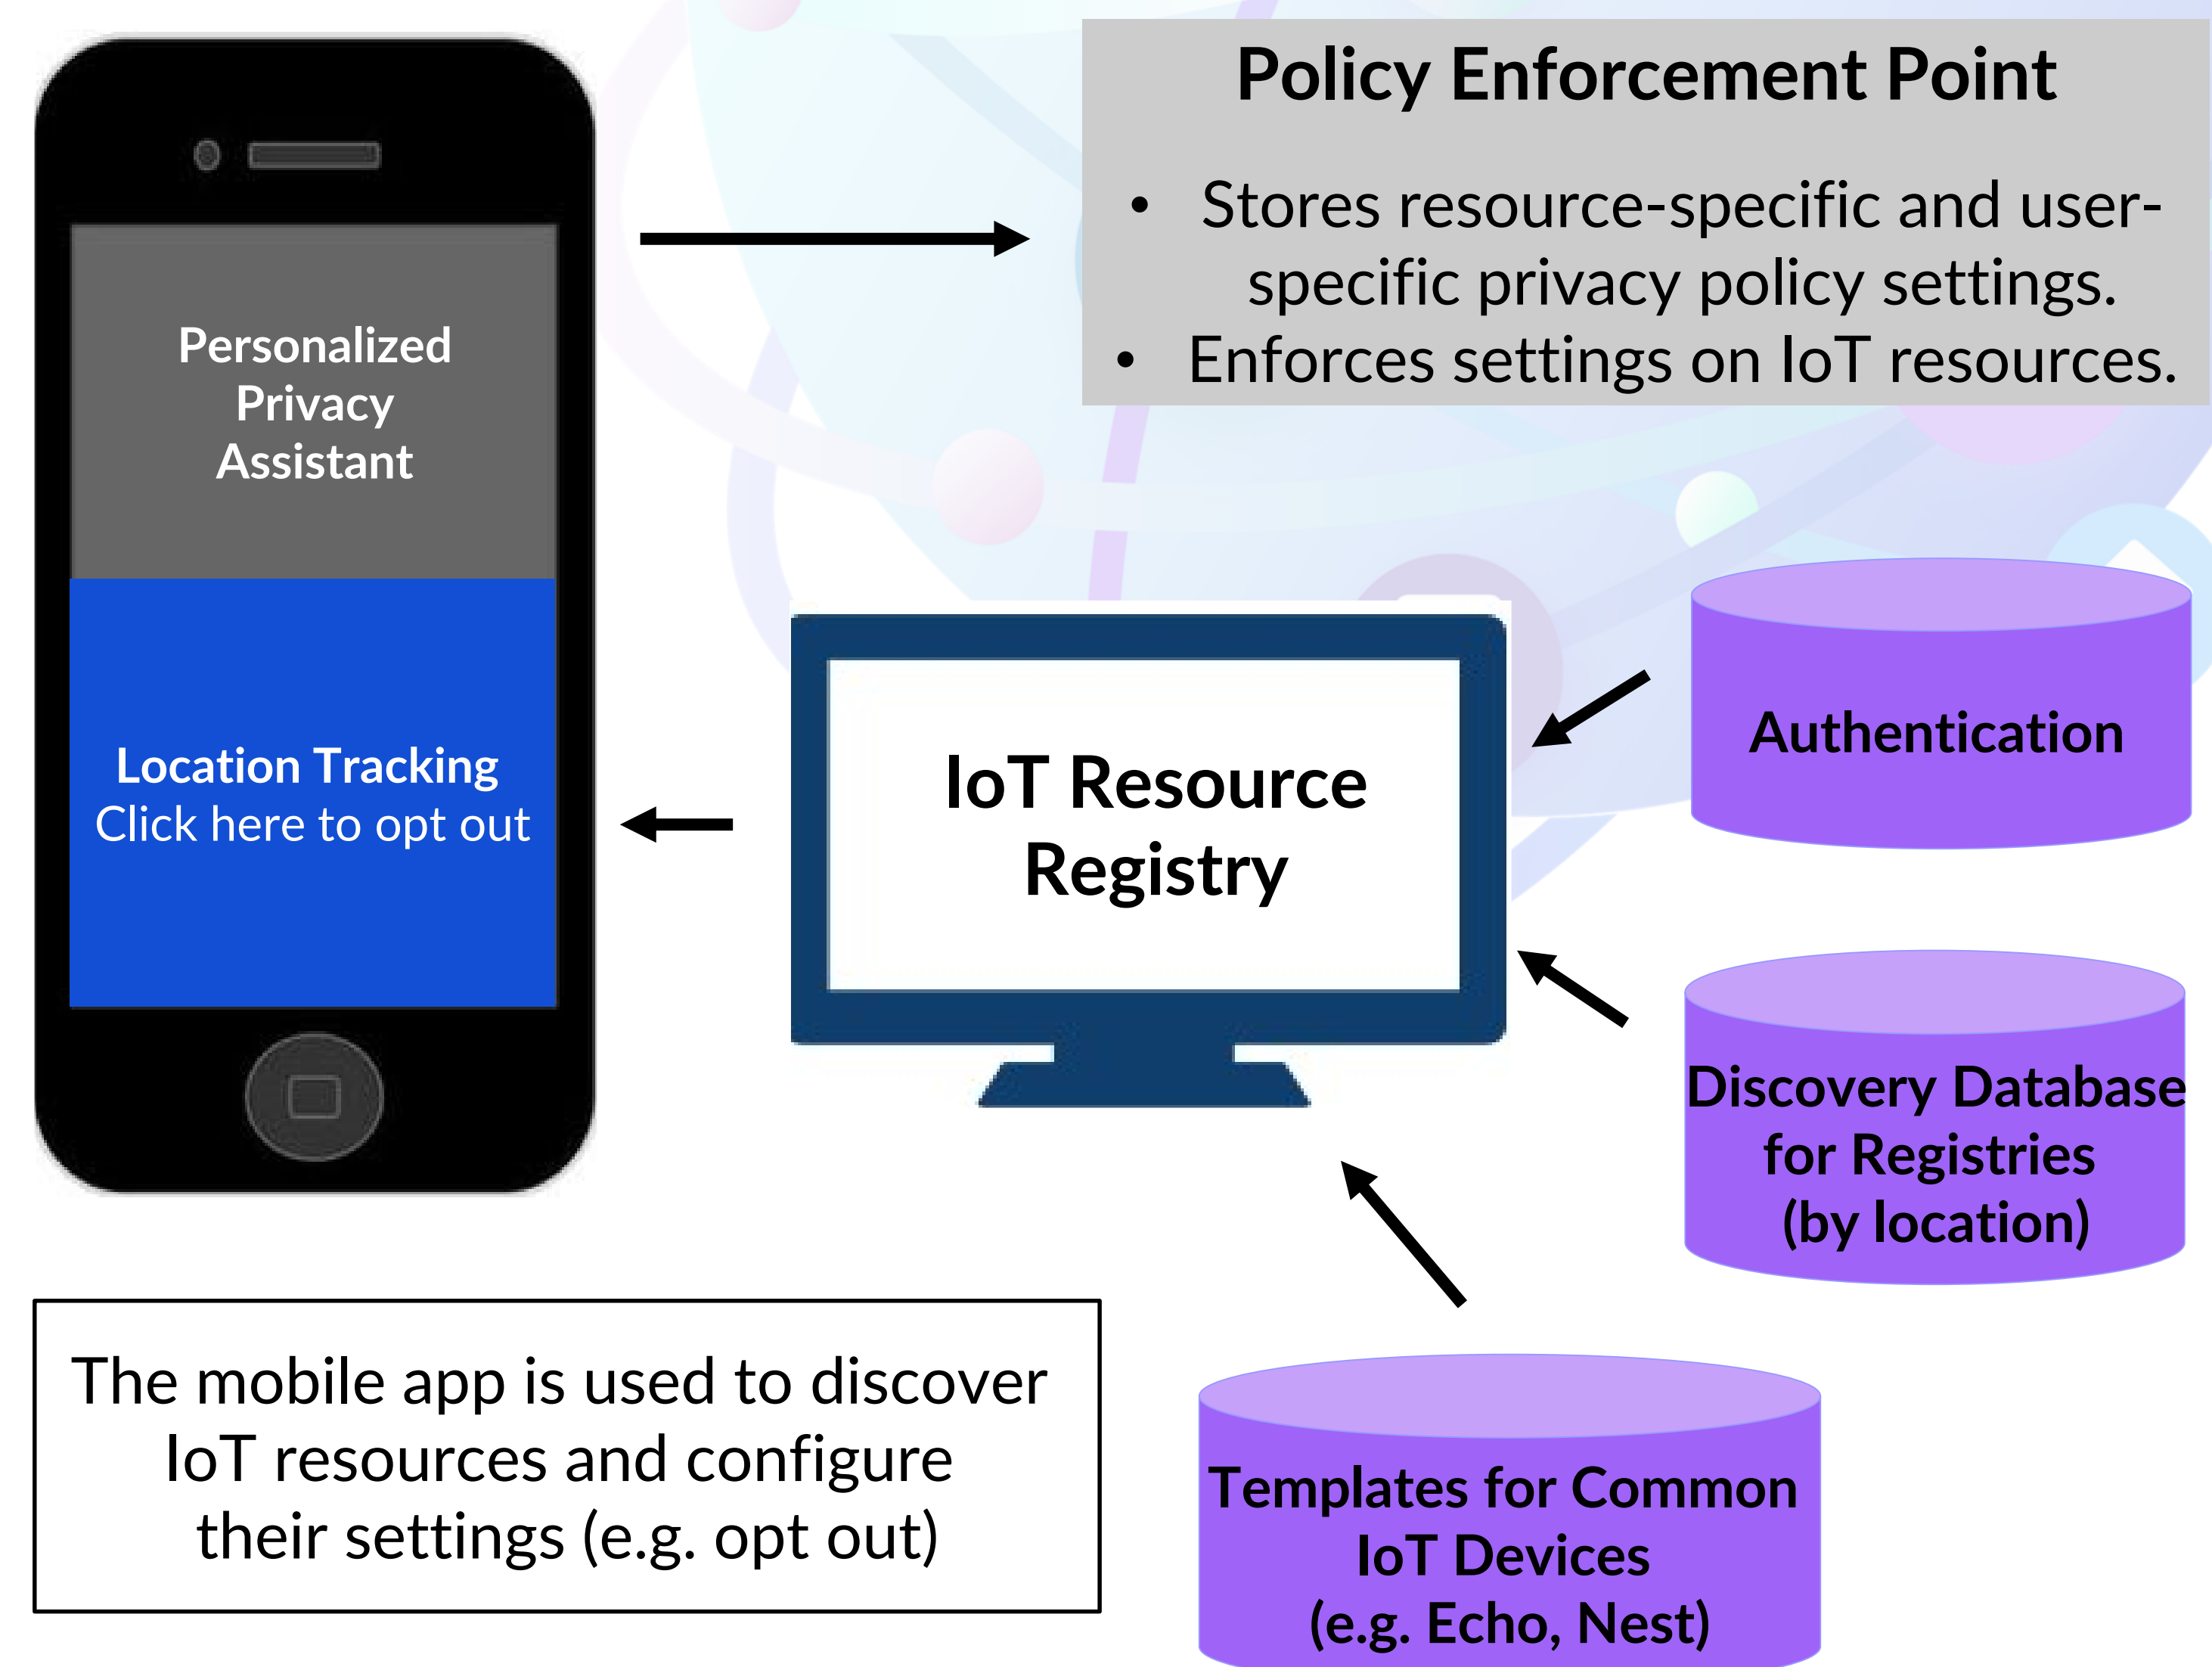 Policy Enforcement Point
• Stores resource-specific and user-
specific privacy policy settings.
• Enforces settings on IoT resources.
Personalized
Privacy
Assistant
Location Tracking
Click here to opt out
IoT Resource
Registry
Authentication
Discovery Database
for Registries
(by location)
Templates for Common
IoT Devices
(e.g. Echo, Nest)
The mobile app is used to discover
IoT resources and configure
their settings (e.g. opt out)